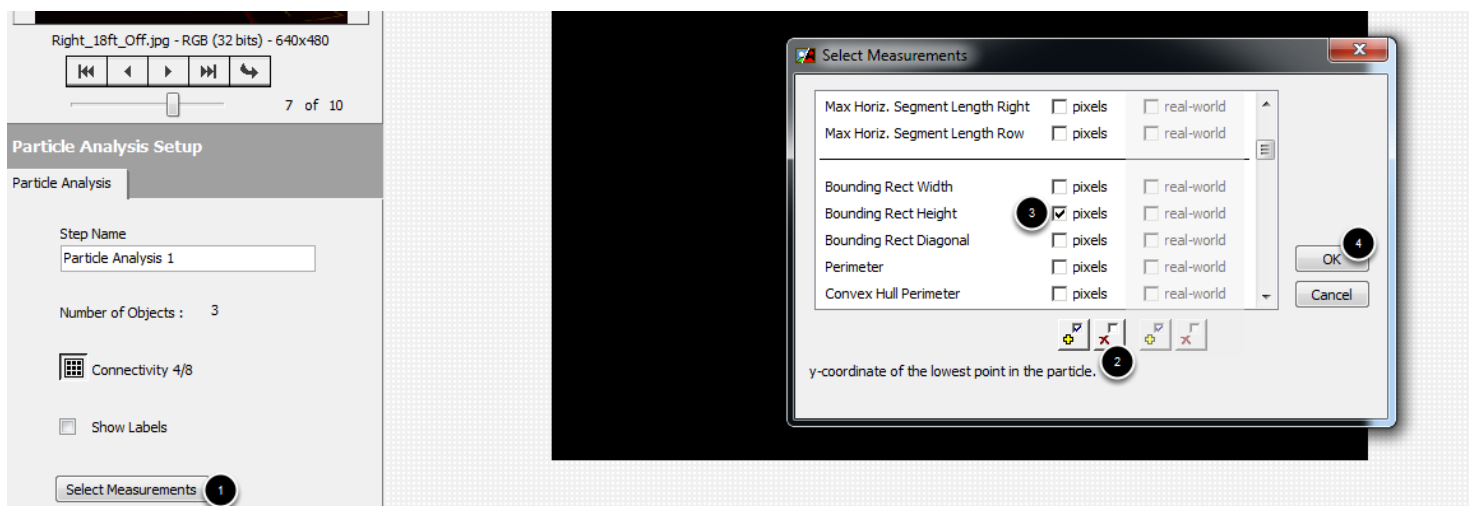 Right_18ft_Off.jpg - RGB (32 bits) - 640x480
7 of 10
Particle Analysis Setup
Particle Analysis
Step Name
Particle Analysis 1
Number of Objects : 3
Connectivity 4/8
Show Labels
Select Measurements 1
Select Measurements
Max Horiz. Segment Length Right pixels real-world
Max Horiz. Segment Length Row pixels real-world
Bounding Rect Width pixels real-world
Bounding Rect Height 3 pixels real-world
Bounding Rect Diagonal pixels real-world
Perimeter pixels real-world
Convex Hull Perimeter pixels real-world
4
OK
Cancel
2
y-coordinate of the lowest point in the particle.